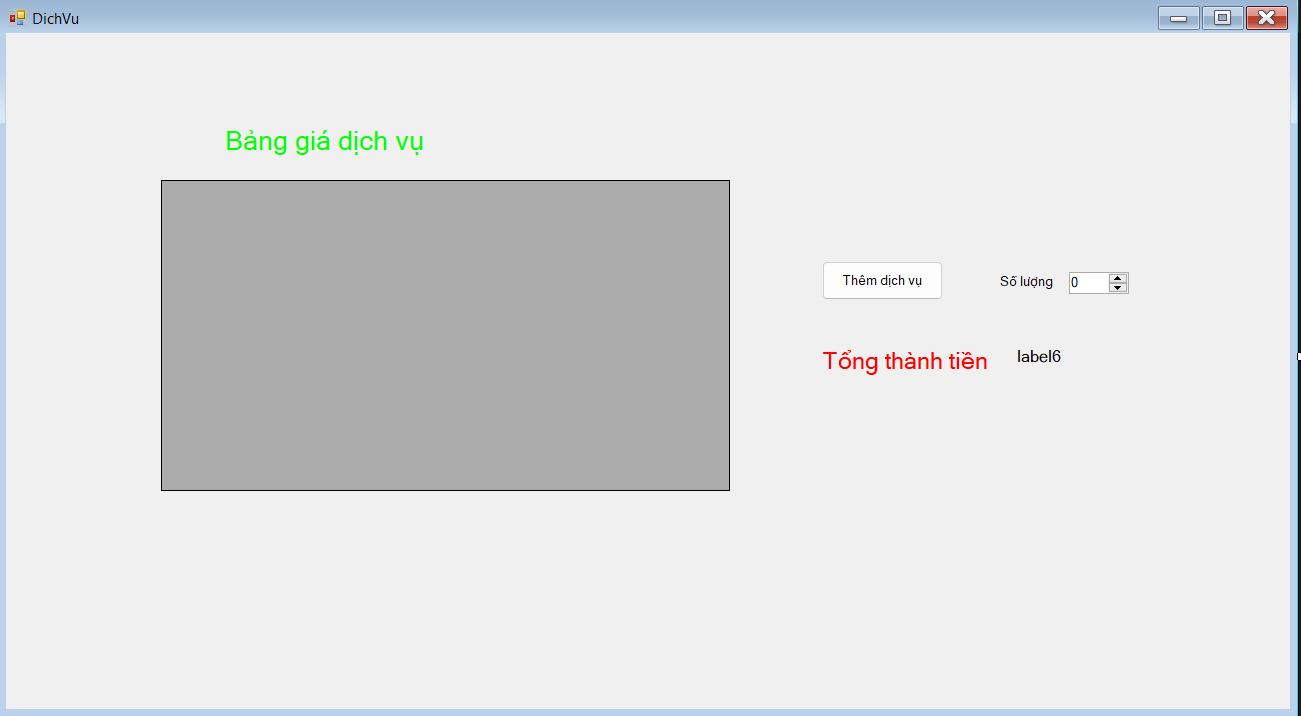 DichVu
Bảng giá dịch vụ
Thêm dịch vụ
Số lượng
0
Tổng thành tiền
label6